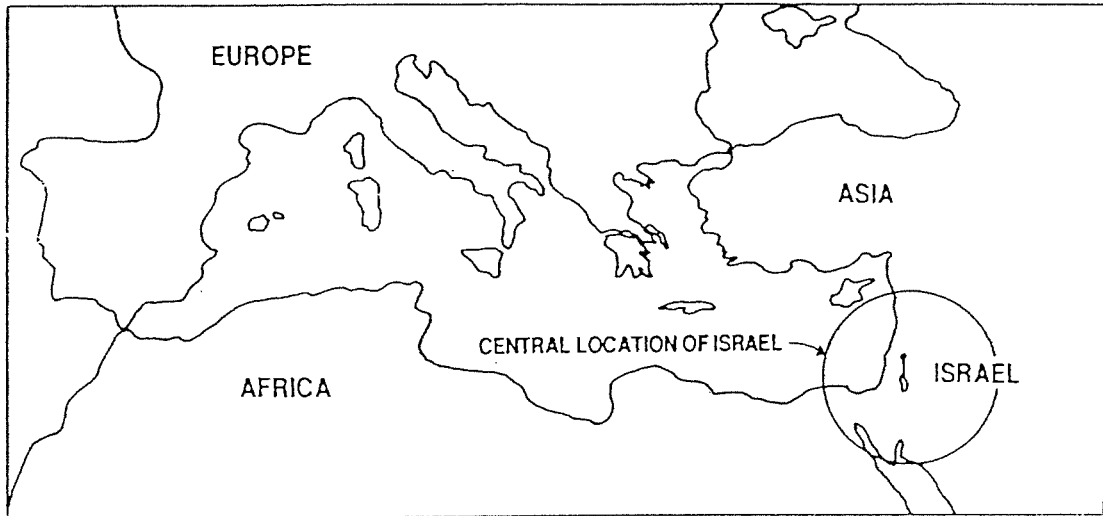 EUROPE
ASIA
CENTRAL LOCATION OF ISRAEL
ISRAEL
AFRICA